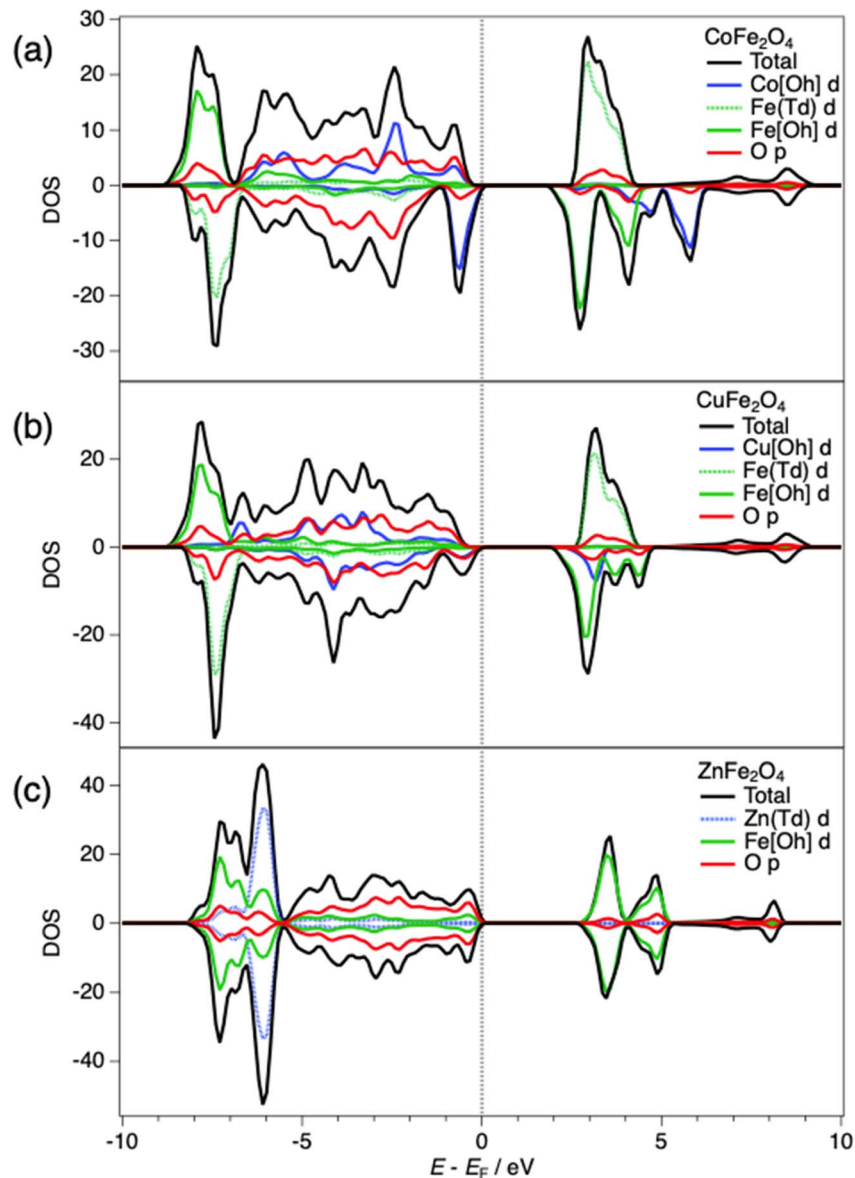 (a)
30
20
10
0
-10
-20
-30
DOS
CoFe₂O₄
Total
Co[Oh] d
Fe(Td) d
Fe[Oh] d
O p
(b)
20
0
-20
-40
DOS
CuFe₂O₄
Total
Cu[Oh] d
Fe(Td) d
Fe[Oh] d
O p
(c)
40
20
0
-20
-40
DOS
ZnFe₂O₄
Total
Zn(Td) d
Fe[Oh] d
O p
-10 -5 0 5 10
E - E_F / eV